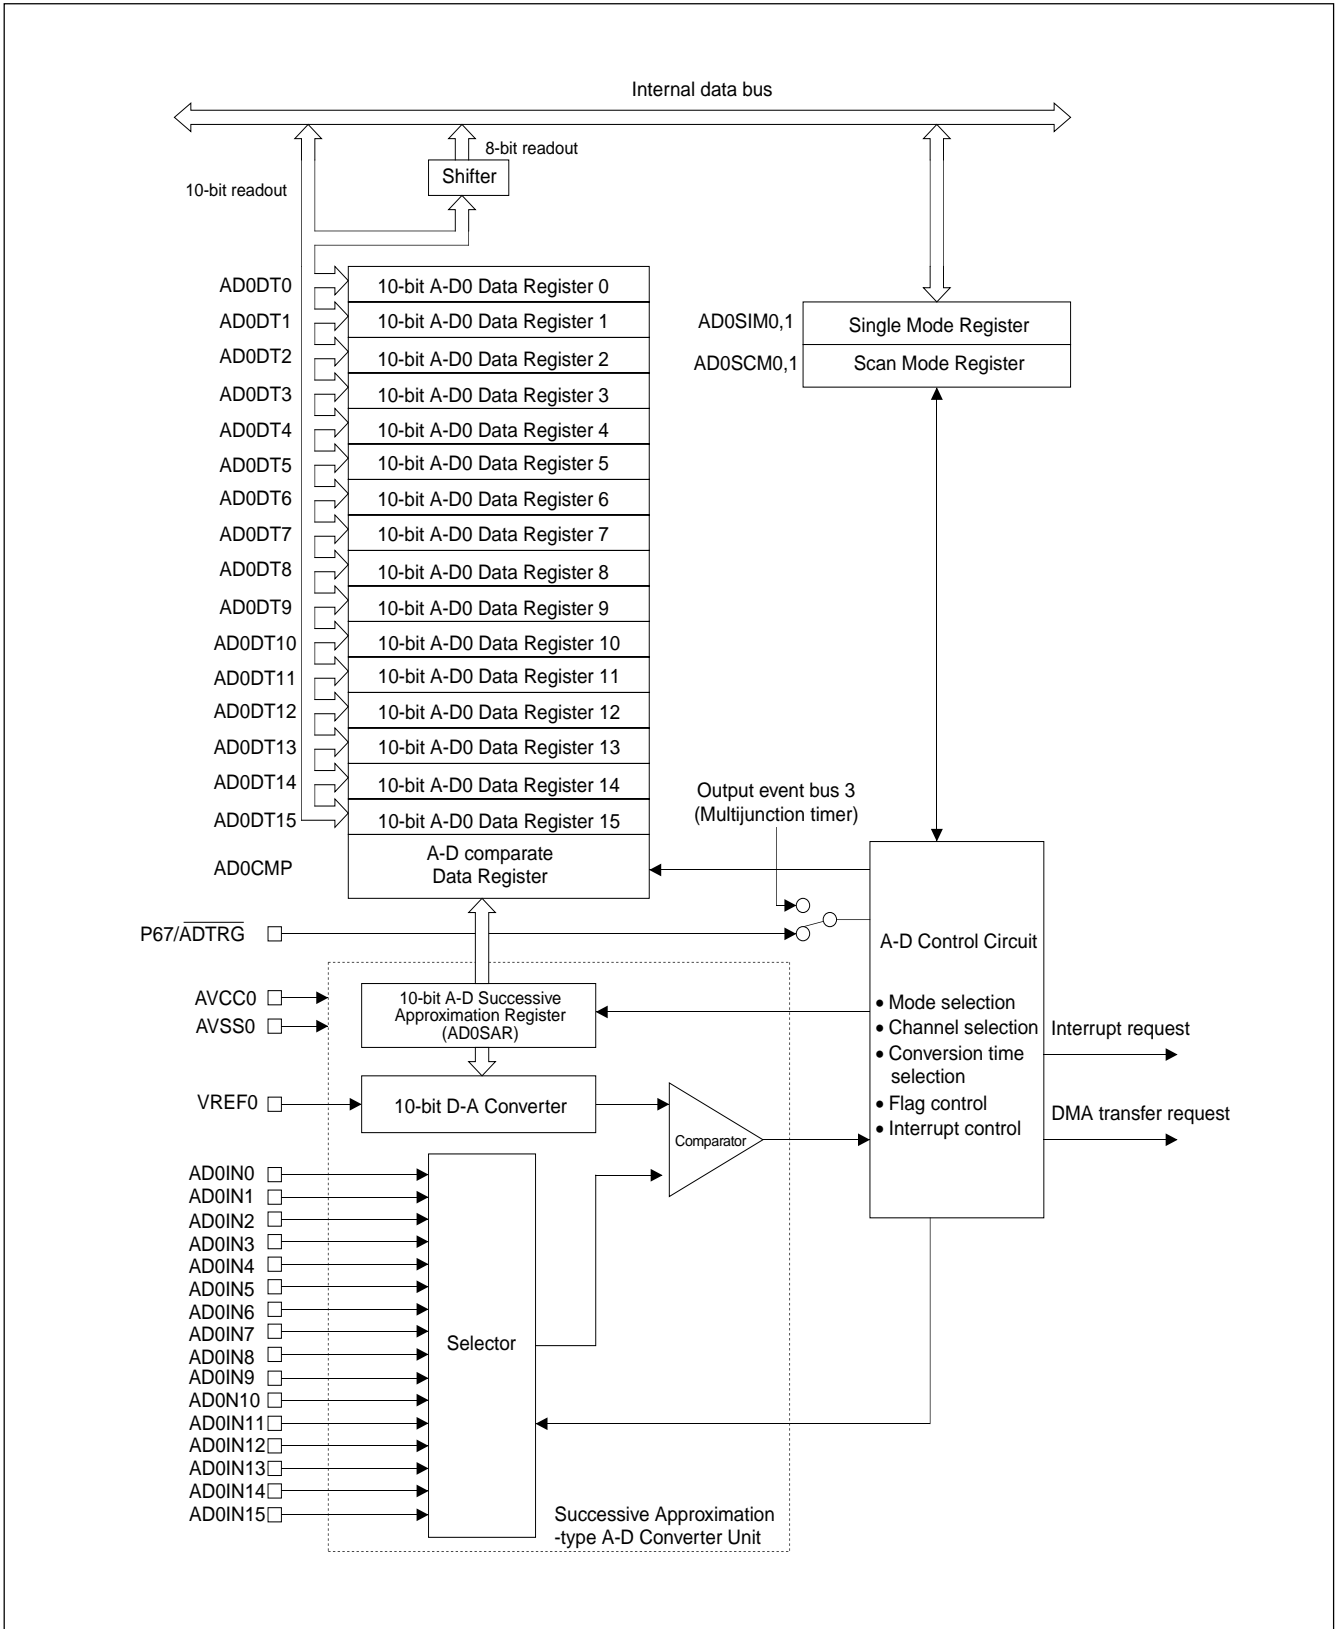 Internal data bus
8-bit readout
Shifter
10-bit readout
AD0DT0 10-bit A-D0 Data Register 0
AD0DT1 10-bit A-D0 Data Register 1
AD0DT2 10-bit A-D0 Data Register 2
AD0DT3 10-bit A-D0 Data Register 3
AD0DT4 10-bit A-D0 Data Register 4
AD0DT5 10-bit A-D0 Data Register 5
AD0DT6 10-bit A-D0 Data Register 6
AD0DT7 10-bit A-D0 Data Register 7
AD0DT8 10-bit A-D0 Data Register 8
AD0DT9 10-bit A-D0 Data Register 9
AD0DT10 10-bit A-D0 Data Register 10
AD0DT11 10-bit A-D0 Data Register 11
AD0DT12 10-bit A-D0 Data Register 12
AD0DT13 10-bit A-D0 Data Register 13
AD0DT14 10-bit A-D0 Data Register 14
AD0DT15 10-bit A-D0 Data Register 15
AD0CMP A-D comparate
Data Register
AD0SIM0,1 Single Mode Register
AD0SCM0,1 Scan Mode Register
Output event bus 3
(Multijunction timer)
P67/ADTRG
AVCC0
AVSS0
10-bit A-D Successive
Approximation Register
(AD0SAR)
VREF0
10-bit D-A Converter
Comparator
A-D Control Circuit
• Mode selection
• Channel selection
• Conversion time
selection
• Flag control
• Interrupt control
Interrupt request
DMA transfer request
AD0IN0
AD0IN1
AD0IN2
AD0IN3
AD0IN4
AD0IN5
AD0IN6
AD0IN7
AD0IN8
AD0IN9
AD0N10
AD0IN11
AD0IN12
AD0IN13
AD0IN14
AD0IN15
Selector
Successive Approximation
-type A-D Converter Unit